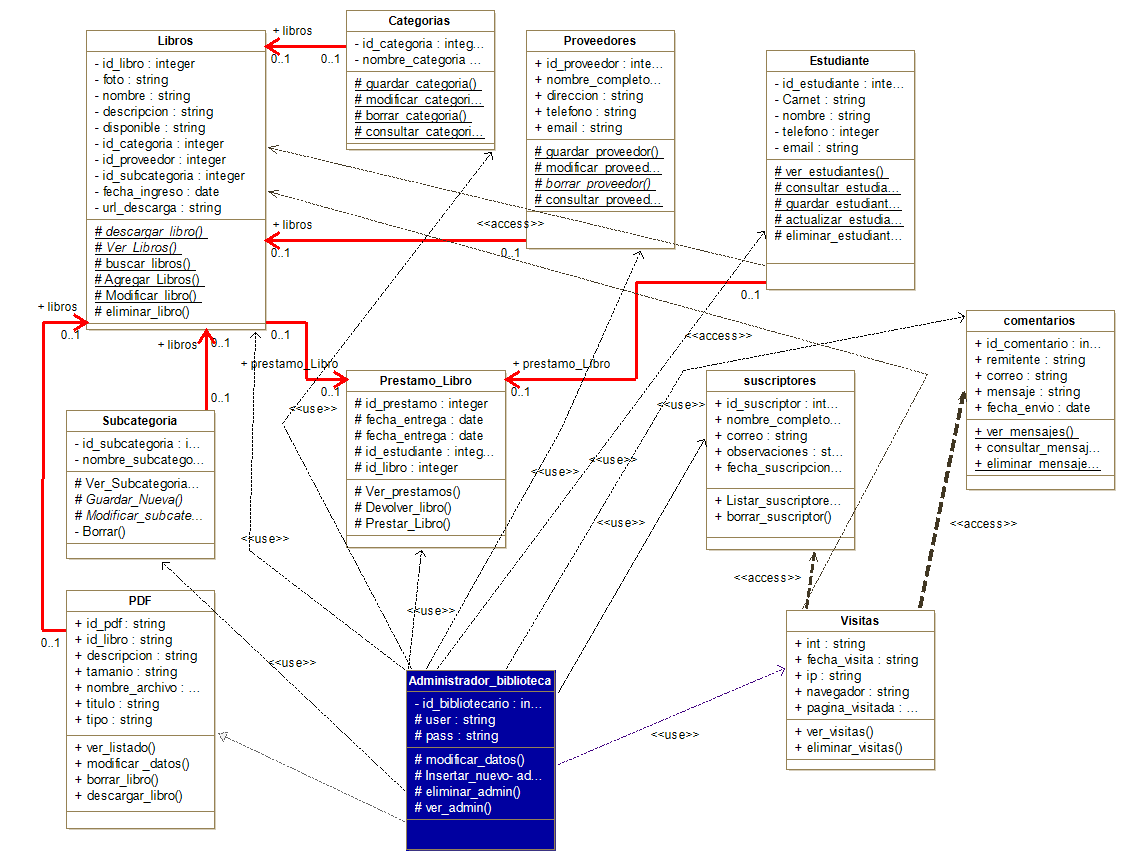 Libros
- id_libro : integer
- foto : string
- nombre : string
- descripcion : string
- disponible : string
- id_categoria : integer
- id_proveedor : integer
- id_subcategoria : integer
- fecha_ingreso : date
- url_descarga : string
# descargar_libro()
# Ver_Libros()
# buscar_libros()
# Agregar_Libros()
# Modificar_libro()
# eliminar_libro()
+ libros
0..1
0..1
Categorias
- id_categoria : integ...
- nombre_categoria ...
# guardar_categoria()
# modificar_categori...
# borrar_categoria()
# consultar_categori...
Proveedores
+ id_proveedor : inte...
+ nombre_completo...
+ direccion : string
+ telefono : string
+ email : string
# guardar_proveedor()
# modificar_proveed...
# borrar_proveedor()
# consultar_proveed...
Estudiante
- id_estudiante : inte...
- Carnet : string
- nombre : string
- telefono : integer
- email : string
# ver_estudiantes()
# consultar_estudia...
# guardar_estudiant...
# actualizar_estudia...
# eliminar_estudiant...
+ libros
0..1
<<access>>
0..1
0..1
+ libros
0..1
+ libros
0..1
0..1
+ prestamo_Libro
0..1
+ prestamo_Libro
0..1
<<access>>
comentarios
+ id_comentario : in...
+ remitente : string
+ correo : string
+ mensaje : string
+ fecha_envio : date
+ ver_mensajes()
+ consultar_mensaj...
+ eliminar_mensaje...
Prestamo_Libro
# id_prestamo : integer
# fecha_entrega : date
# fecha_entrega : date
# id_estudiante : integ...
# id_libro : integer
# Ver_prestamos()
# Devolver_libro()
# Prestar_Libro()
suscriptores
+ id_suscriptor : int...
+ nombre_completo...
+ correo : string
+ observaciones : st...
+ fecha_suscripcion...
+ Listar_suscriptore...
+ borrar_suscriptor()
0..1
<<use>>
<<use>>
Subcategoria
- id_subcategoria : i...
- nombre_subcatego...
# Ver_Subcategoria...
# Guardar_Nueva()
# Modificar_subcate...
- Borrar()
<<use>>
<<use>>
<<use>>
<<access>>
<<access>>
<<use>>
PDF
+ id_pdf : string
+ id_libro : string
+ descripcion : string
+ tamanio : string
+ nombre_archivo : ...
+ titulo : string
+ tipo : string
+ ver_listado()
+ modificar _datos()
+ borrar_libro()
+ descargar_libro()
0..1
<<use>>
Administrador_biblioteca
- id_bibliotecario : in...
# user : string
# pass : string
# modificar_datos()
# Insertar_nuevo- ad...
# eliminar_admin()
# ver_admin()
<<use>>
Visitas
+ int : string
+ fecha_visita : string
+ ip : string
+ navegador : string
+ pagina_visitada : ...
+ ver_visitas()
+ eliminar_visitas()